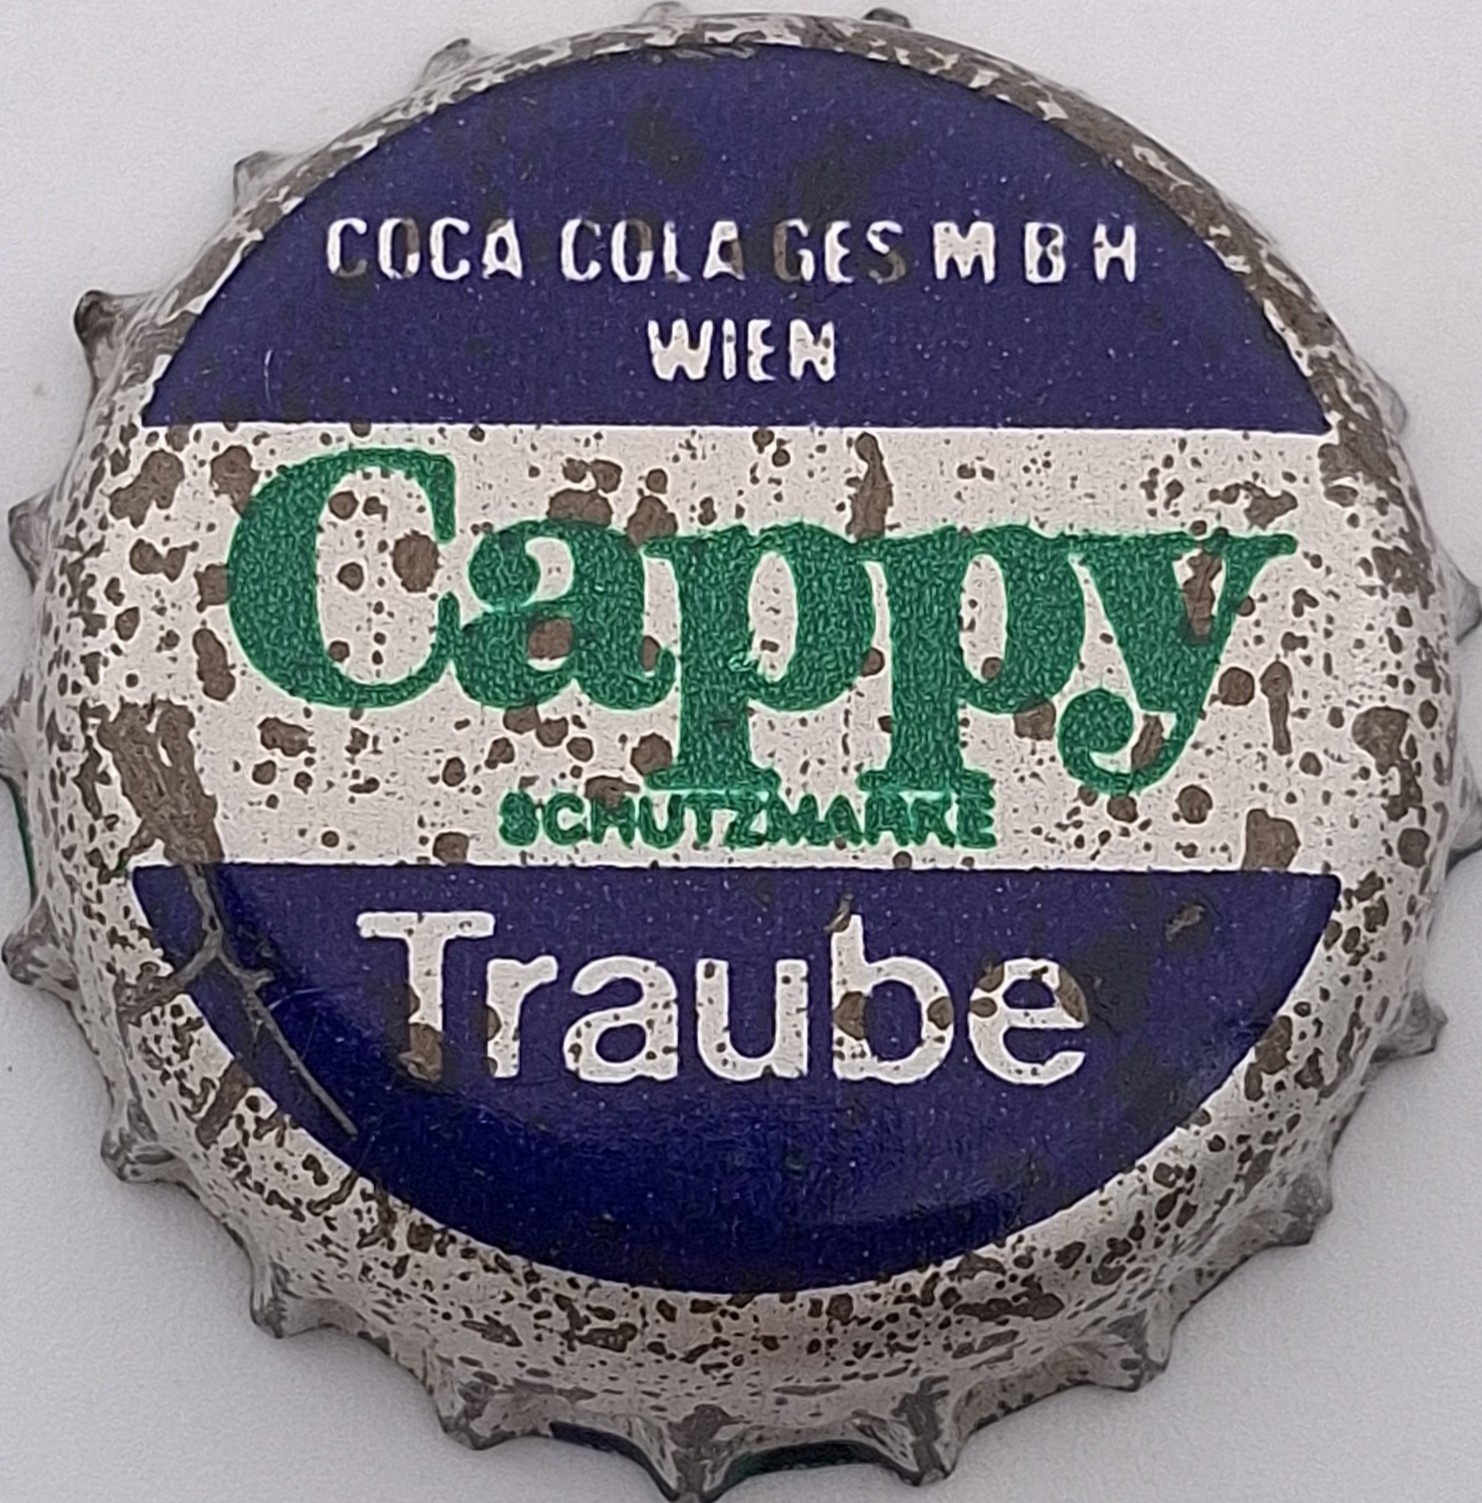 COCA COLA GES M B H
WIEN
Cappy
SCHUTZMARKE
Traube